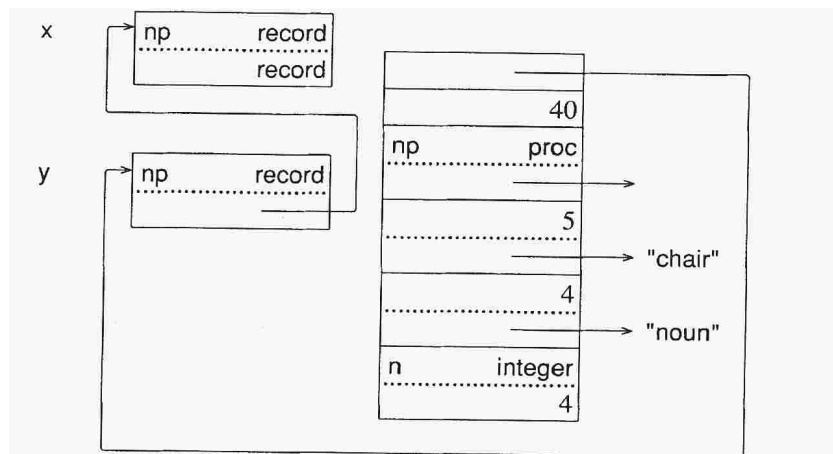 x
np record
record
40
np proc
y
np record
5
"chair"
4
"noun"
n integer
4